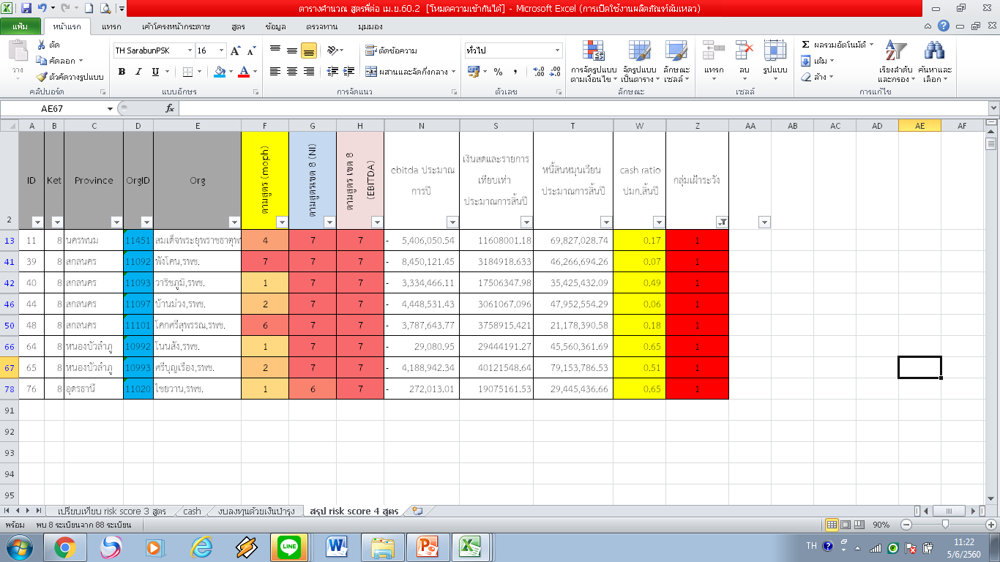 ตารางคำนวณ สูตรพี่ต่อ เม.ย.60.2 [โหมดความเข้ากันได้] - Microsoft Excel (การเปิดใช้งานผลิตภัณฑ์ล้มเหลว)
แฟ้ม หน้าแรก แทรก เค้าโครงหน้ากระดาษ สูตร ข้อมูล ตรวจทาน มุมมอง
วาง ตัด คัดลอก ตัวคัดวางรูปแบบ คลิปบอร์ด
TH SarabunPSK 16 B I U แบบอักษร
ตัดข้อความ ผสานและจัดกึ่งกลาง การจัดแนว
ทั่วไป % ตัวเลข
การจัดรูปแบบตามเงื่อนไข จัดรูปแบบเป็นตาราง ลักษณะเซลล์ ลักษณะ
แทรก ลบ รูปแบบ เซลล์
Σ ผลรวมอัตโนมัติ เติม ล้าง เรียงลำดับและกรอง ค้นหาและเลือก การแก้ไข
AE67 fx
A B C D E F G H N S T W Z AA AB AC AD AE AF
2 ID Ket Province OrgID Org ตามสูตร (moph) ตามสูตรเขต 8 (NI) ตามสูตร เขต 8 (EBITDA) ebitda ประมาณการปี เงินสดและรายการเทียบเท่า ประมาณการสิ้นปี หนี้สินหมุนเวียน ประมาณการสิ้นปี cash ratio ปมก.สิ้นปี กลุ่มเฝ้าระวัง
13 11 8 นครพนม 11451 สมเด็จพระยุพราชธาตุพ 4 7 7 - 5,406,050.54 11608001.18 69,827,028.74 0.17 1
41 39 8 สกลนคร 11092 พังโคน,รพช. 7 7 7 - 8,450,121.45 3184918.633 46,266,694.26 0.07 1
42 40 8 สกลนคร 11093 วาริชภูมิ,รพช. 1 7 7 - 3,334,466.11 17506347.98 35,425,432.09 0.49 1
46 44 8 สกลนคร 11097 บ้านม่วง,รพช. 2 7 7 - 4,448,531.43 3061067.096 47,952,554.29 0.06 1
50 48 8 สกลนคร 11101 โคกศรีสุพรรณ,รพช. 6 7 7 - 3,787,643.77 3758915.421 21,178,390.58 0.18 1
66 64 8 หนองบัวลำภู 10992 โนนสัง,รพช. 1 7 7 - 29,080.95 29444191.27 45,560,361.69 0.65 1
67 65 8 หนองบัวลำภู 10993 ศรีบุญเรือง,รพช. 2 7 7 - 4,188,942.34 40121548.64 79,153,786.53 0.51 1
78 76 8 อุดรธานี 11020 ไชยวาน,รพช. 1 6 7 - 272,013.01 19075161.53 29,445,436.66 0.65 1
91
92
93
94
95
เปรียบเทียบ risk score 3 สูตร cash งบลงทุนด้วยเงินบำรุง สรุป risk score 4 สูตร
พร้อม พบ 8 ระเบียนจาก 88 ระเบียน 90%
LINE TH 11:22
5/6/2560